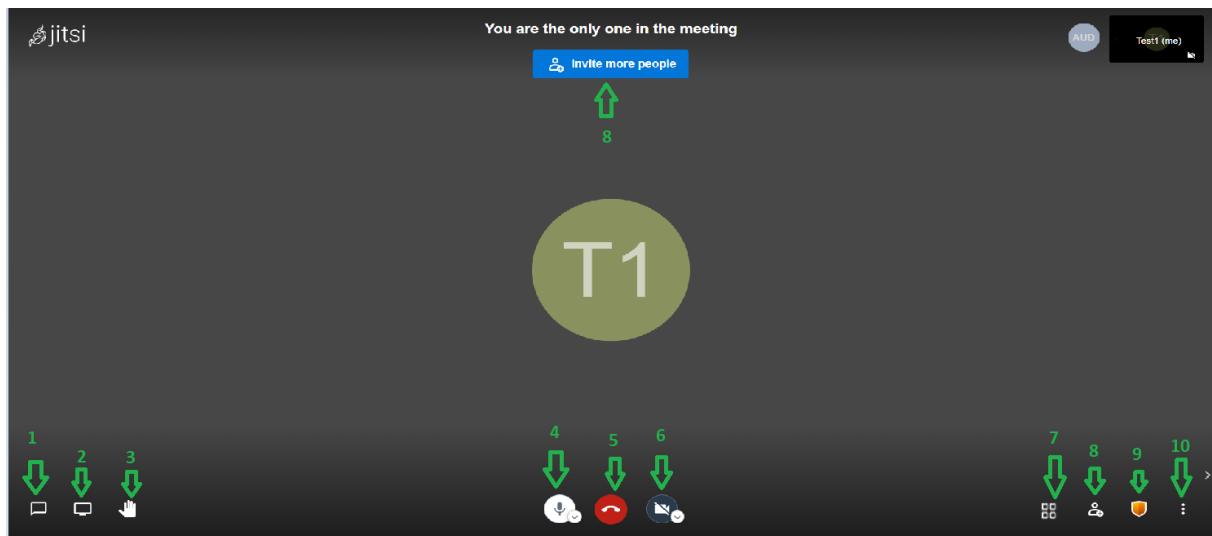 jitsi
You are the only one in the meeting
AUD
Test1 (me)
Invite more people
8
T1
1
2
3
4
5
6
7
8
9
10